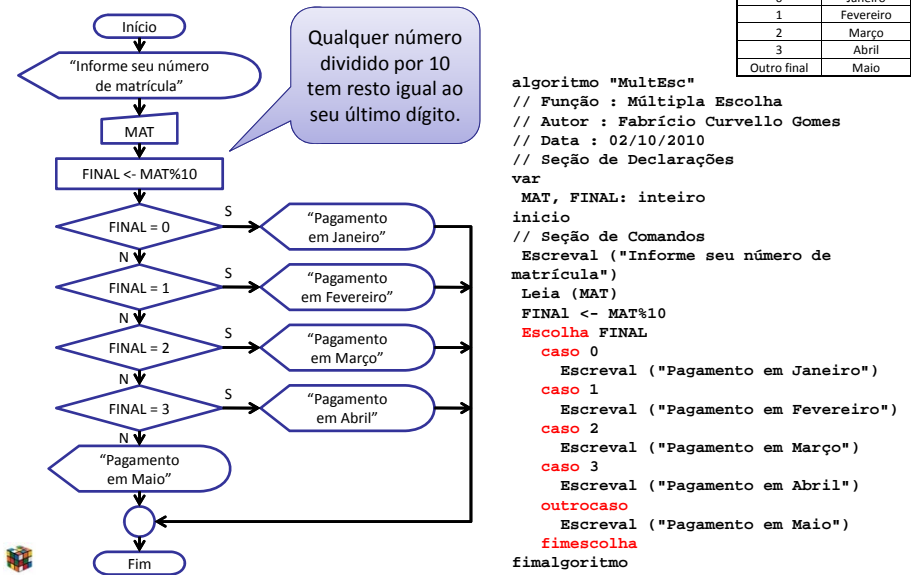 Início
“Informe seu número
de matrícula”
MAT
FINAL <- MAT%10
FINAL = 0
S
“Pagamento
em Janeiro”
N
FINAL = 1
S
“Pagamento
em Fevereiro”
N
FINAL = 2
S
“Pagamento
em Março”
N
FINAL = 3
S
“Pagamento
em Abril”
N
“Pagamento
em Maio”
Fim
Qualquer número
dividido por 10
tem resto igual ao
seu último dígito.
1 Fevereiro
2 Março
3 Abril
Outro final Maio
algoritmo "MultEsc"
// Função : Múltipla Escolha
// Autor : Fabrício Curvello Gomes
// Data : 02/10/2010
// Seção de Declarações
var
MAT, FINAL: inteiro
inicio
// Seção de Comandos
Escreval ("Informe seu número de
matrícula")
Leia (MAT)
FINAl <- MAT%10
Escolha FINAL
caso 0
Escreval ("Pagamento em Janeiro")
caso 1
Escreval ("Pagamento em Fevereiro")
caso 2
Escreval ("Pagamento em Março")
caso 3
Escreval ("Pagamento em Abril")
outrocaso
Escreval ("Pagamento em Maio")
fimescolha
fimalgoritmo